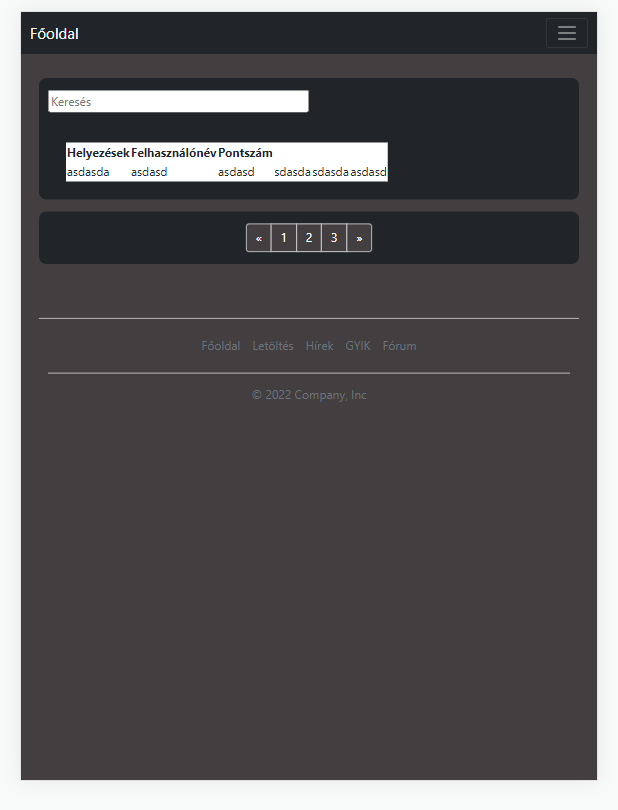 Főoldal
Keresés
Helyezések Felhasználónév Pontszám
asdasda asdasd asdasd sdasda sdasda asdasd
« 1 2 3 »
Főoldal Letöltés Hírek GYIK Fórum
© 2022 Company, Inc